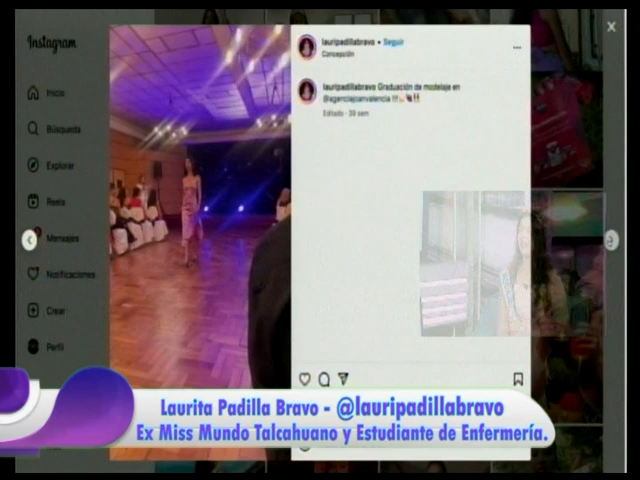 Instagram
lauripadillabravo • Seguir
Concepción
Inicio
lauripadillabravo Graduación de modelaje en
@agenciajoanvalencia !!!
Búsqueda
Editado · 39 sem
Explorar
Reels
Mensajes
Notificaciones
Crear
Perfil
Laurita Padilla Bravo - @lauripadillabravo
Ex Miss Mundo Talcahuano y Estudiante de Enfermería.